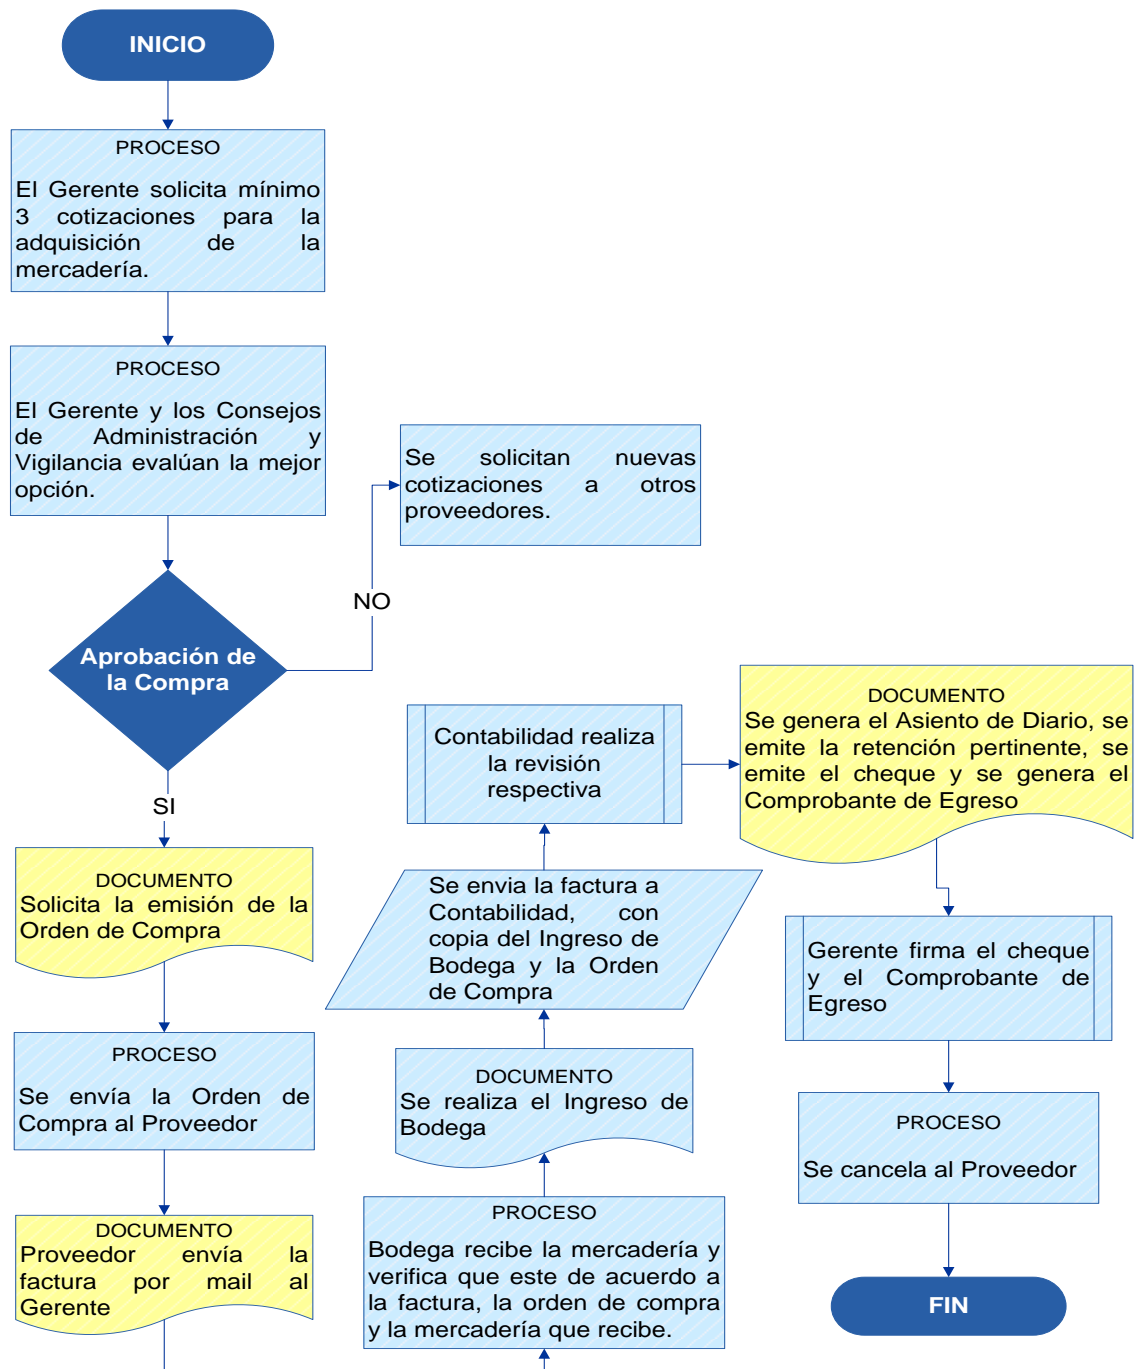 INICIO
PROCESO
El Gerente solicita mínimo
3 cotizaciones para la
adquisición de la
mercadería.
PROCESO
El Gerente y los Consejos
de Administración y
Vigilancia evalúan la mejor
opción.
Se solicitan nuevas
cotizaciones a otros
proveedores.
NO
Aprobación de
la Compra
SI
DOCUMENTO
Solicita la emisión de la
Orden de Compra
PROCESO
Se envía la Orden de
Compra al Proveedor
DOCUMENTO
Proveedor envía la
factura por mail al
Gerente
PROCESO
Bodega recibe la mercadería y
verifica que este de acuerdo a
la factura, la orden de compra
y la mercadería que recibe.
DOCUMENTO
Se realiza el Ingreso de
Bodega
Se envia la factura a
Contabilidad, con
copia del Ingreso de
Bodega y la Orden
de Compra
Contabilidad realiza
la revisión
respectiva
DOCUMENTO
Se genera el Asiento de Diario, se
emite la retención pertinente, se
emite el cheque y se genera el
Comprobante de Egreso
Gerente firma el cheque
y el Comprobante de
Egreso
PROCESO
Se cancela al Proveedor
FIN